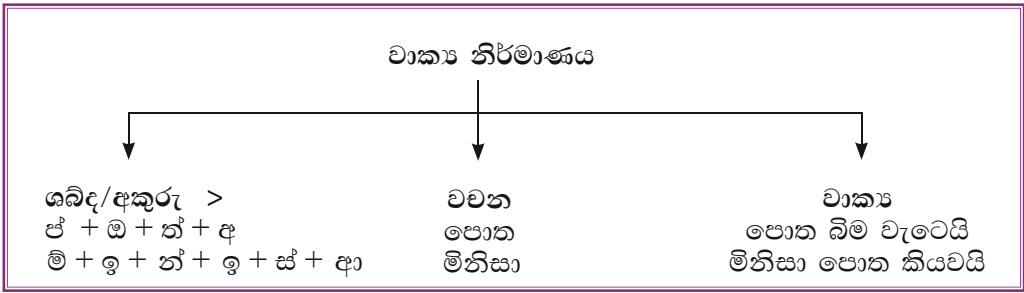 වාක්‍ය නිර්මාණය
ශබ්ද/අකුරු > වචන වාක්‍ය
ප් + ඔ + ත් + අ පොත පොත බිම වැටෙයි
ම් + ඉ + න් + ඉ + ස් + ආ මිනිසා මිනිසා පොත කියවයි